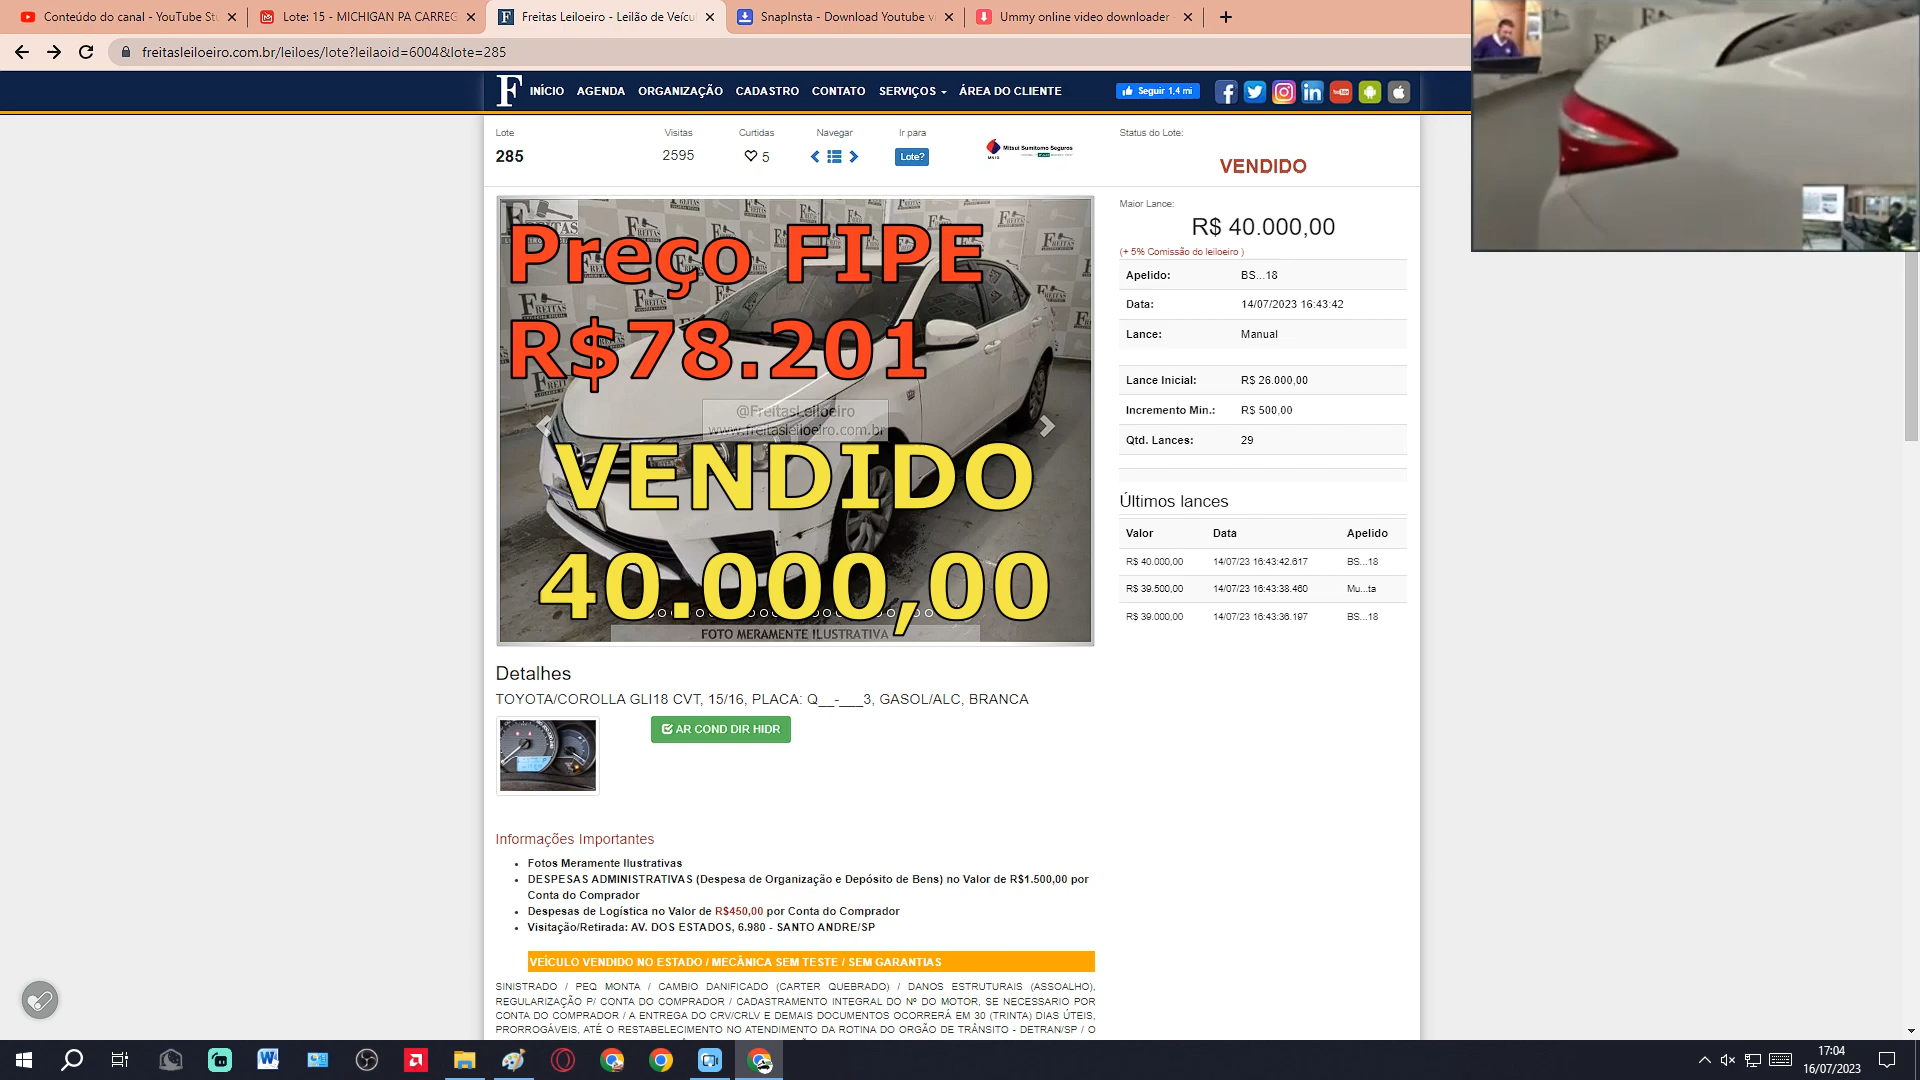 Conteúdo do canal - YouTube Stu
Lote: 15 - MICHIGAN PA CARREG
Freitas Leiloeiro - Leilão de Veícul
SnapInsta - Download Youtube vi
Ummy online video downloader
freitasleiloeiro.com.br/leiloes/lote?leilaoid=6004&lote=285
F INÍCIO AGENDA ORGANIZAÇÃO CADASTRO CONTATO SERVIÇOS ÁREA DO CLIENTE Seguir 1,4 mi
Lote Visitas Curtidas Navegar Ir para
285 2595 5 Lote? Mitsui Sumitomo Seguros
Status do Lote:
VENDIDO
FREITAS
Preço FIPE
R$78.201
@FreitasLeiloeiro
www.freitasleiloeiro.com.br
VENDIDO
40.000,00
FOTO MERAMENTE ILUSTRATIVA
Maior Lance:
R$ 40.000,00
(+ 5% Comissão do leiloeiro )
Apelido: BS...18
Data: 14/07/2023 16:43:42
Lance: Manual
Lance Inicial: R$ 26.000,00
Incremento Min.: R$ 500,00
Qtd. Lances: 29
Últimos lances
Valor Data Apelido
R$ 40.000,00 14/07/23 16:43:42.617 BS...18
R$ 39.500,00 14/07/23 16:43:38.460 Mu...ta
R$ 39.000,00 14/07/23 16:43:36.197 BS...18
Detalhes
TOYOTA/COROLLA GLI18 CVT, 15/16, PLACA: Q__-___3, GASOL/ALC, BRANCA
AR COND DIR HIDR
Informações Importantes
Fotos Meramente Ilustrativas
DESPESAS ADMINISTRATIVAS (Despesa de Organização e Depósito de Bens) no Valor de R$1.500,00 por
Conta do Comprador
Despesas de Logística no Valor de R$450,00 por Conta do Comprador
Visitação/Retirada: AV. DOS ESTADOS, 6.980 - SANTO ANDRE/SP
VEÍCULO VENDIDO NO ESTADO / MECÂNICA SEM TESTE / SEM GARANTIAS
SINISTRADO / PEQ MONTA / CAMBIO DANIFICADO (CARTER QUEBRADO) / DANOS ESTRUTURAIS (ASSOALHO),
REGULARIZAÇÃO P/ CONTA DO COMPRADOR / CADASTRAMENTO INTEGRAL DO Nº DO MOTOR, SE NECESSARIO POR
CONTA DO COMPRADOR / A ENTREGA DO CRV/CRLV E DEMAIS DOCUMENTOS OCORRERÁ EM 30 (TRINTA) DIAS ÚTEIS,
PRORROGÁVEIS, ATÉ O RESTABELECIMENTO NO ATENDIMENTO DA ROTINA DO ORGÃO DE TRÂNSITO - DETRAN/SP / O
17:04
16/07/2023